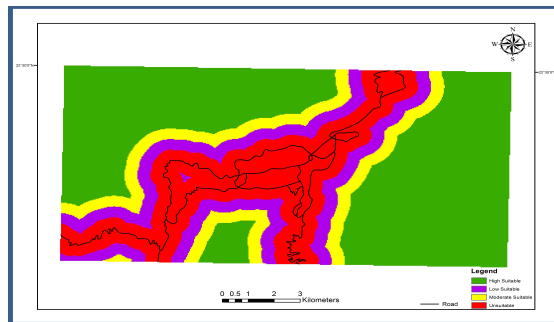 N
W E
S
Legend
High Suitable
Low Suitable
Moderate Suitable
Unsuitable
Road
0 0.5 1 2 3
Kilometers